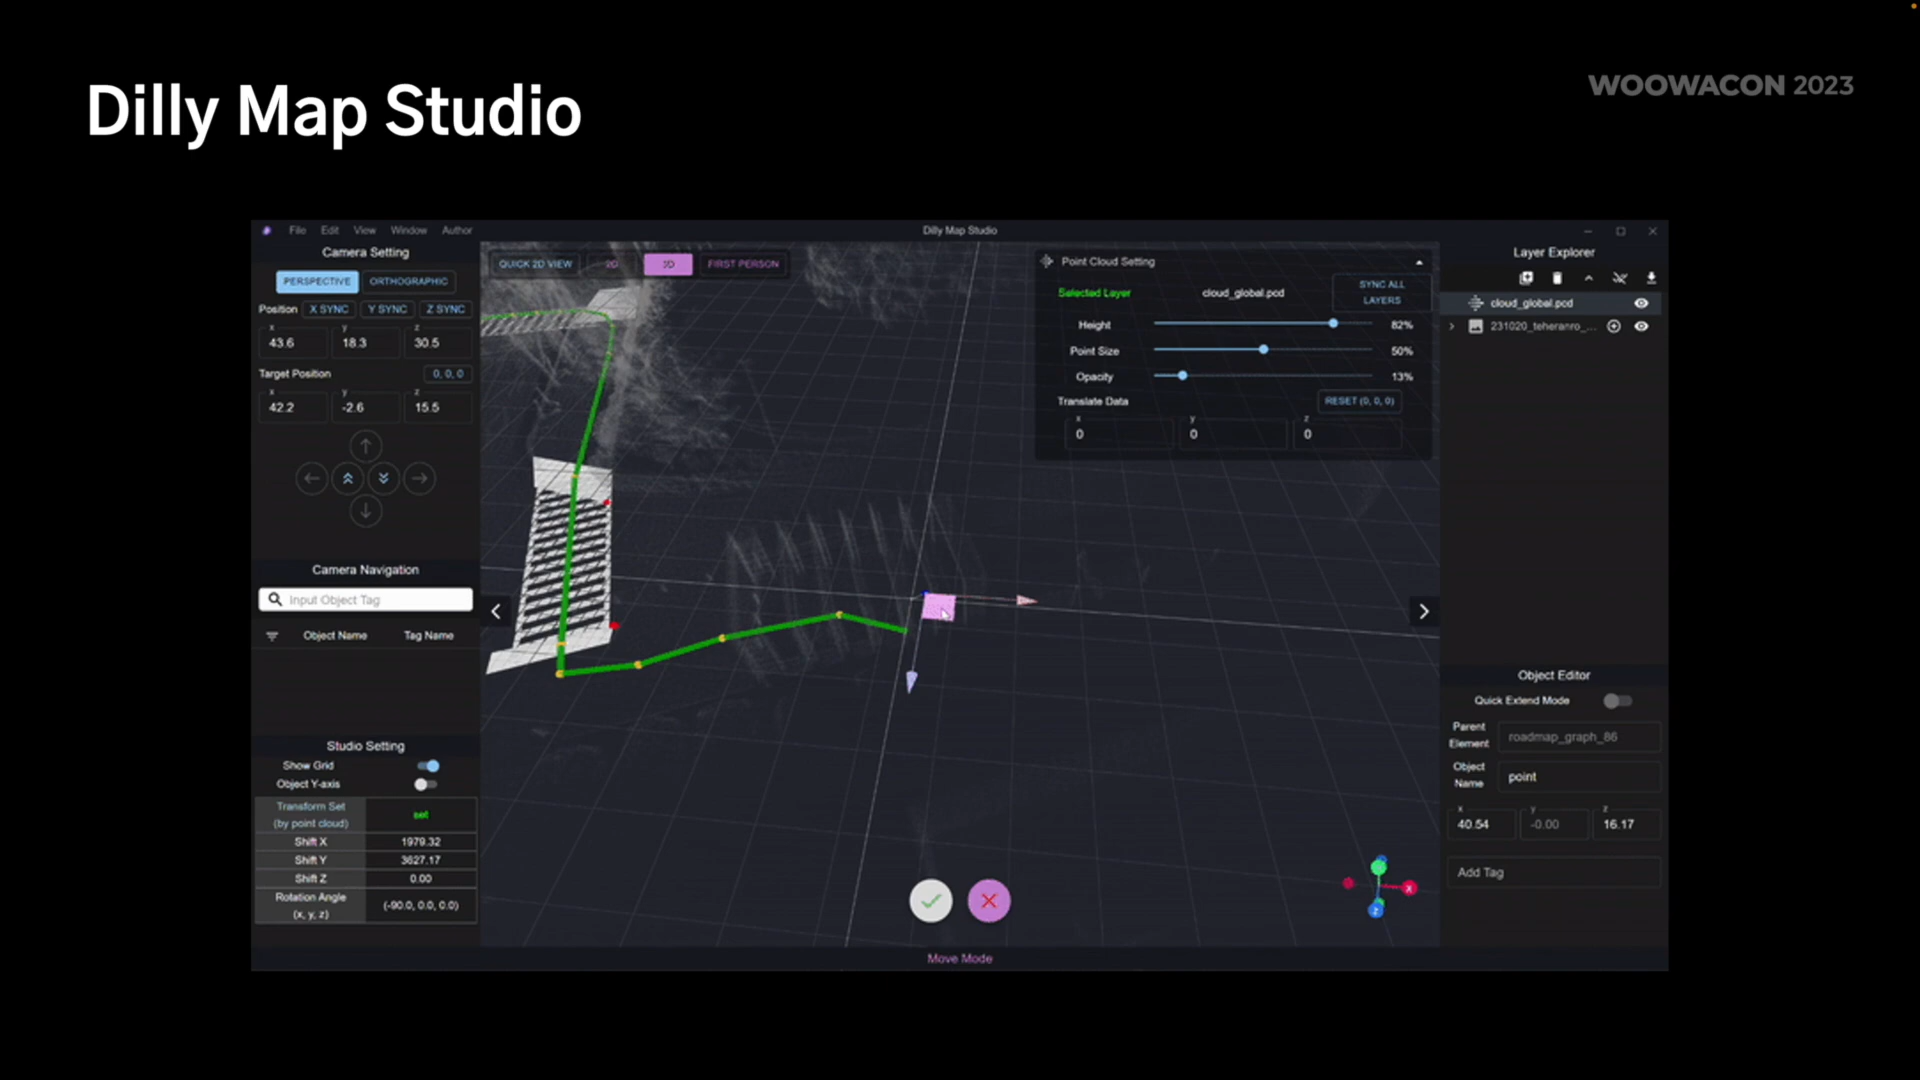 Dilly Map Studio
WOOWACON 2023
File Edit View Window Author
Dilly Map Studio
Camera Setting
PERSPECTIVE ORTHOGRAPHIC
Position X SYNC Y SYNC Z SYNC
x y z
43.6 18.3 30.5
Target Position 0, 0, 0
x y z
42.2 -2.6 15.5
Camera Navigation
Input Object Tag
Object Name Tag Name
Studio Setting
Show Grid
Object Y-axis
Transform Set
(by point cloud)
set
Shift X 1979.32
Shift Y 3627.17
Shift Z 0.00
Rotation Angle
(x, y, z)
(-90.0, 0.0, 0.0)
QUICK 2D VIEW 2D 3D FIRST PERSON
Point Cloud Setting
Selected Layer cloud_global.pcd
SYNC ALL
LAYERS
Height 82%
Point Size 50%
Opacity 13%
Translate Data RESET (0, 0, 0)
x y z
0 0 0
X
Z
Move Mode
Layer Explorer
cloud_global.pcd
231020_teheranro_...
Object Editor
Quick Extend Mode
Parent
Element
roadmap_graph_86
Object
Name
point
x y z
40.54 -0.00 16.17
Add Tag